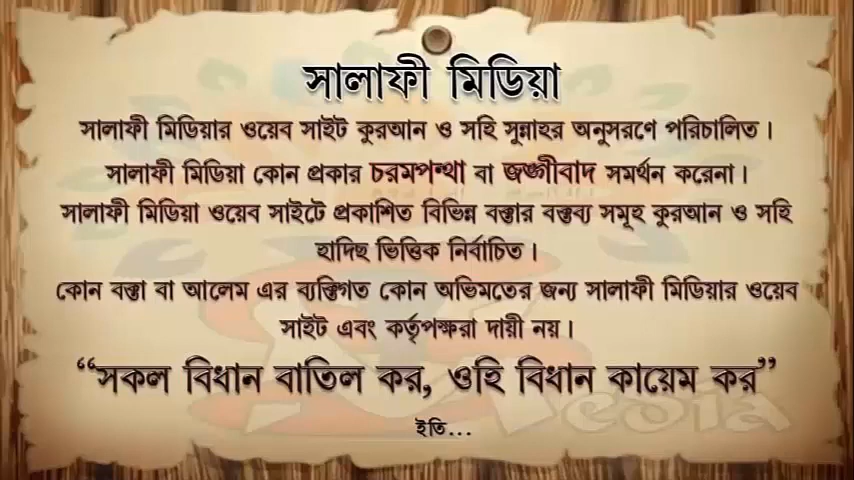 সালাফী মিডিয়া
সালাফী মিডিয়ার ওয়েব সাইট কুরআন ও সহি সুন্নাহর অনুসরণে পরিচালিত।
সালাফী মিডিয়া কোন প্রকার চরমপন্থা বা জঙ্গীবাদ সমর্থন করেনা।
সালাফী মিডিয়া ওয়েব সাইটে প্রকাশিত বিভিন্ন বক্তার বক্তব্য সমূহ কুরআন ও সহি
হাদিছ ভিত্তিক নির্বাচিত।
কোন বক্তা বা আলেম এর ব্যক্তিগত কোন অভিমতের জন্য সালাফী মিডিয়ার ওয়েব
সাইট এবং কর্তৃপক্ষরা দায়ী নয়।
“সকল বিধান বাতিল কর, ওহি বিধান কায়েম কর”
ইতি...